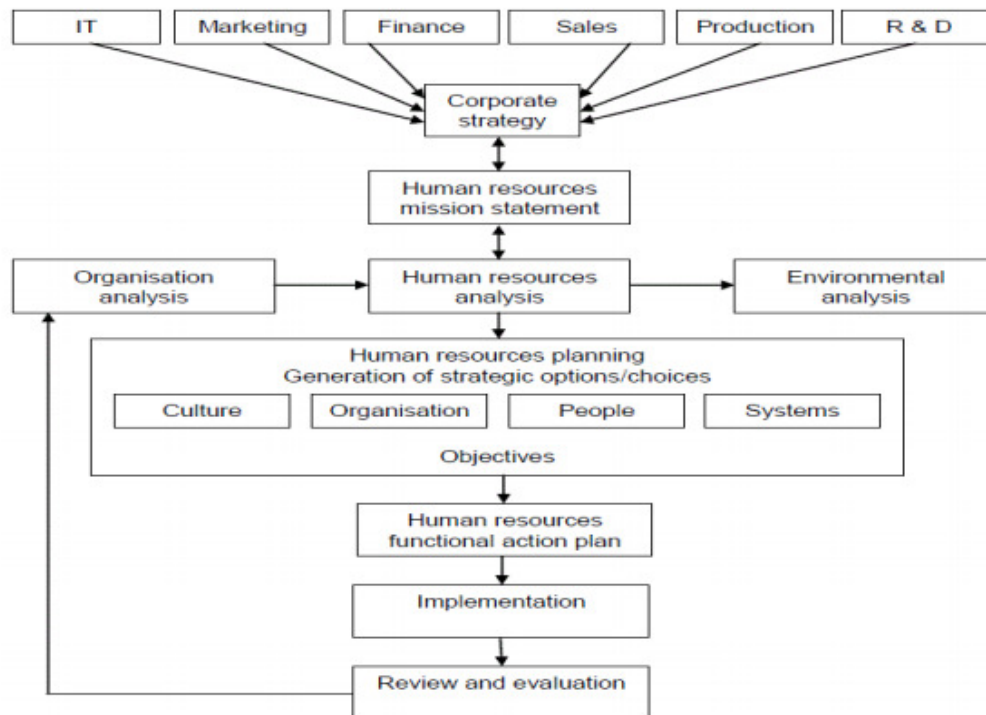 IT
Marketing
Finance
Sales
Production
R & D
Corporate
strategy
Human resources
mission statement
Organisation
analysis
Human resources
analysis
Environmental
analysis
Human resources planning
Generation of strategic options/choices
Culture
Organisation
People
Systems
Objectives
Human resources
functional action plan
Implementation
Review and evaluation